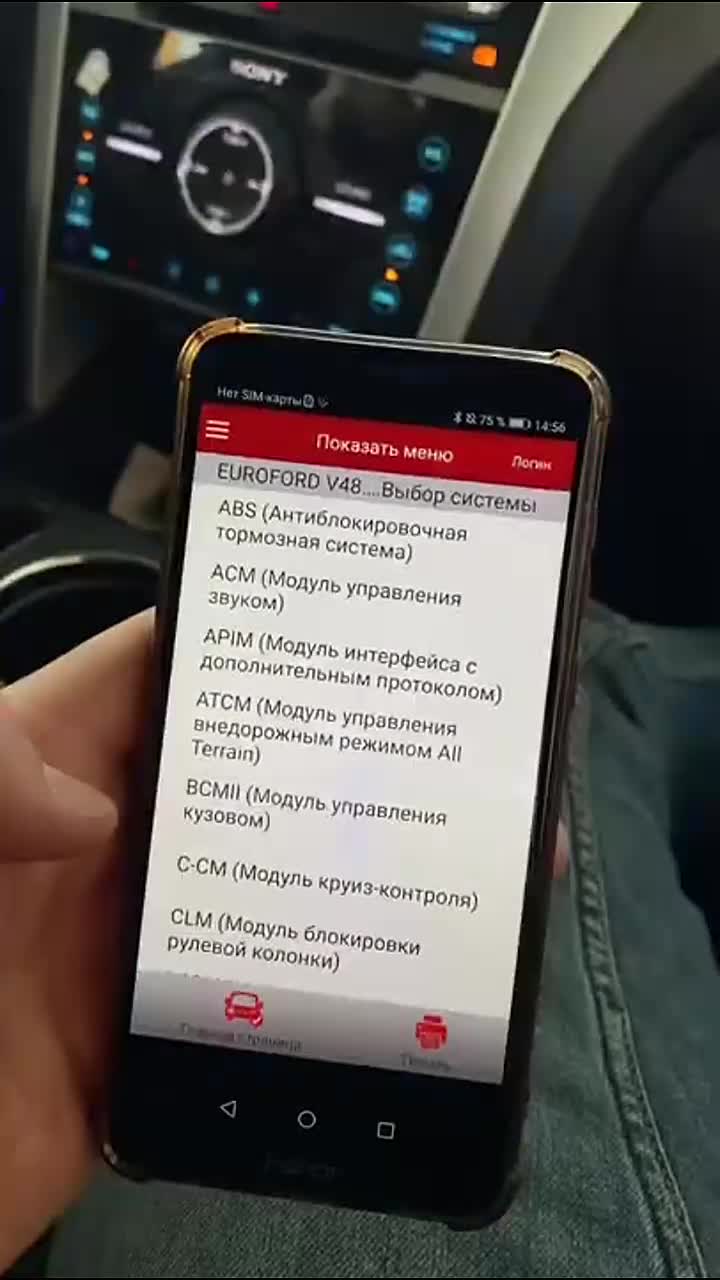 SONY
Нет SIM-карты
75 % 14:56
Показать меню
Логин
EUROFORD V48....Выбор системы
ABS (Антиблокировочная
тормозная система)
ACM (Модуль управления
звуком)
APIM (Модуль интерфейса с
дополнительным протоколом)
ATCM (Модуль управления
внедорожным режимом All
Terrain)
BCMII (Модуль управления
кузовом)
C-CM (Модуль круиз-контроля)
CLM (Модуль блокировки
рулевой колонки)
Главная страница
Печать